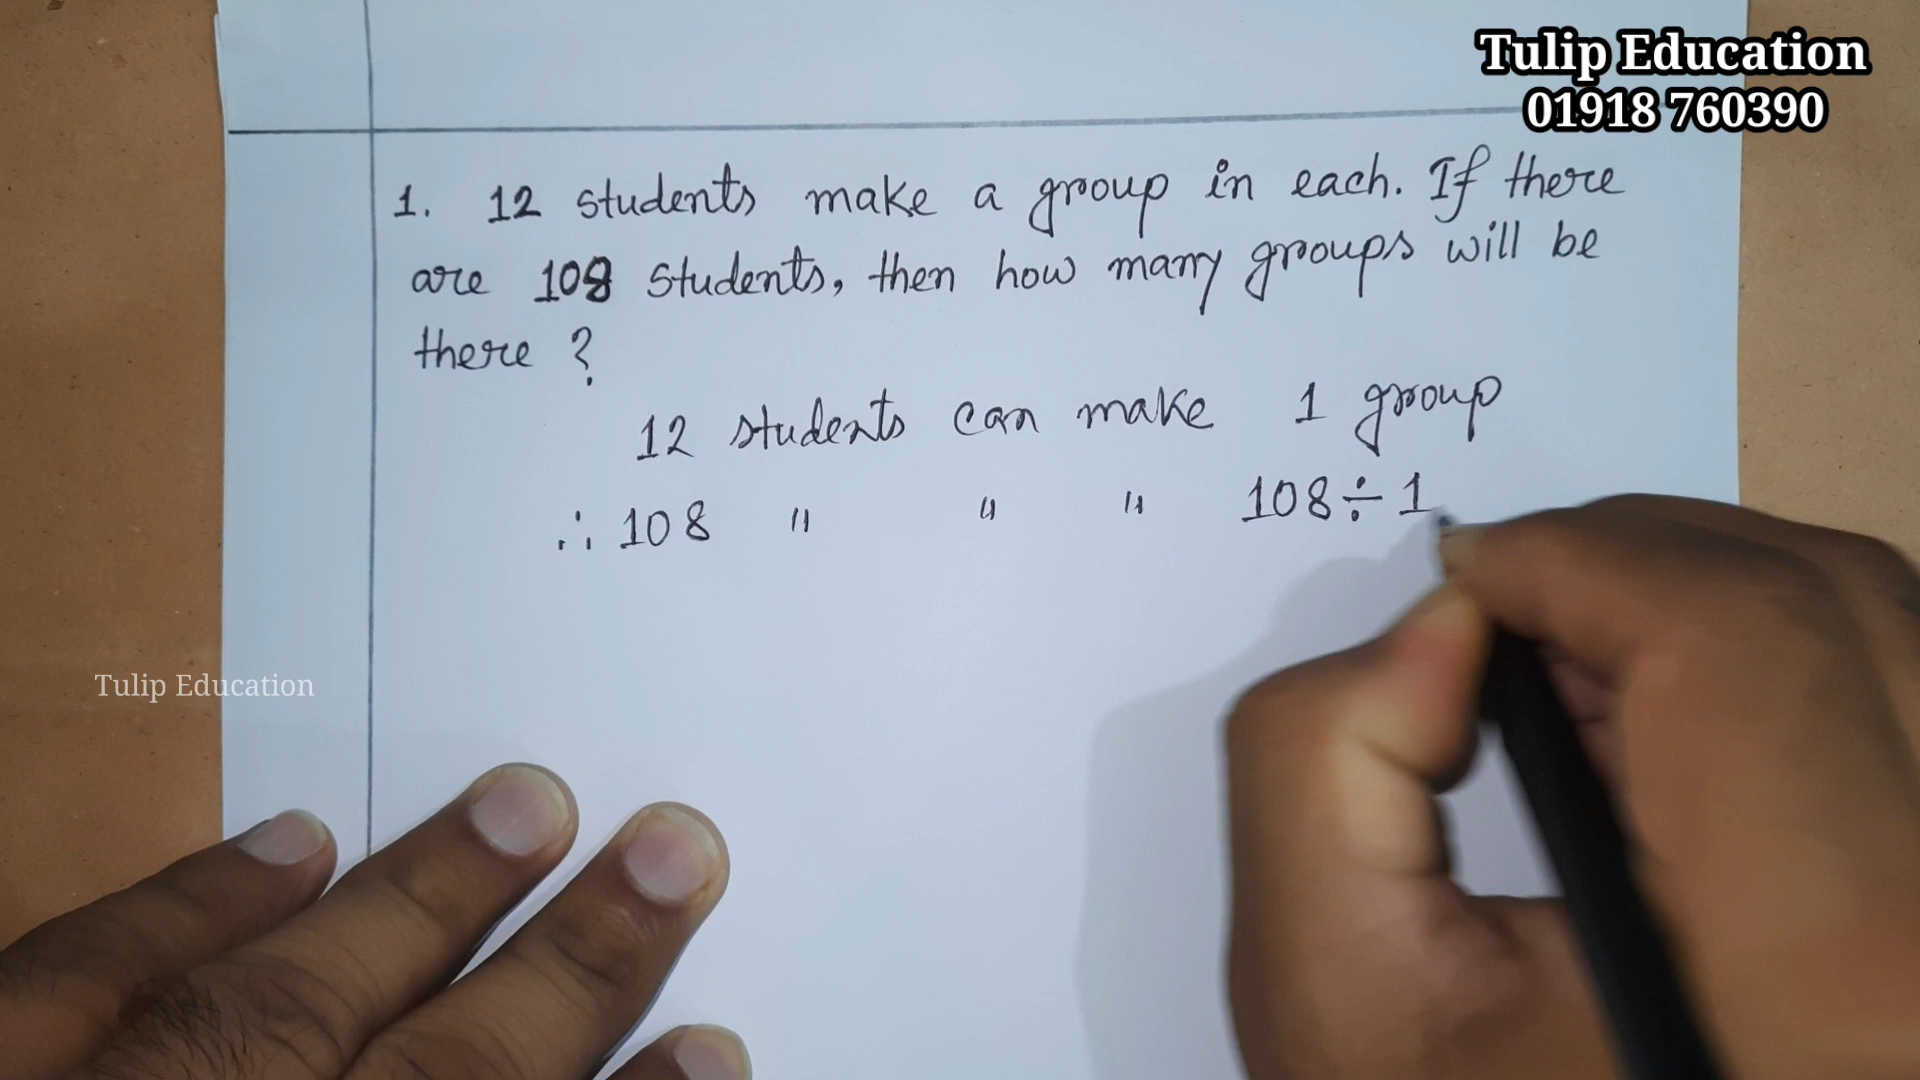 Tulip Education
01918 760390
1. 12 students make a group in each. If there
are 108 students, then how many groups will be
there ?
12 students can make 1 group
∴ 108 " " " 108 ÷ 1
Tulip Education